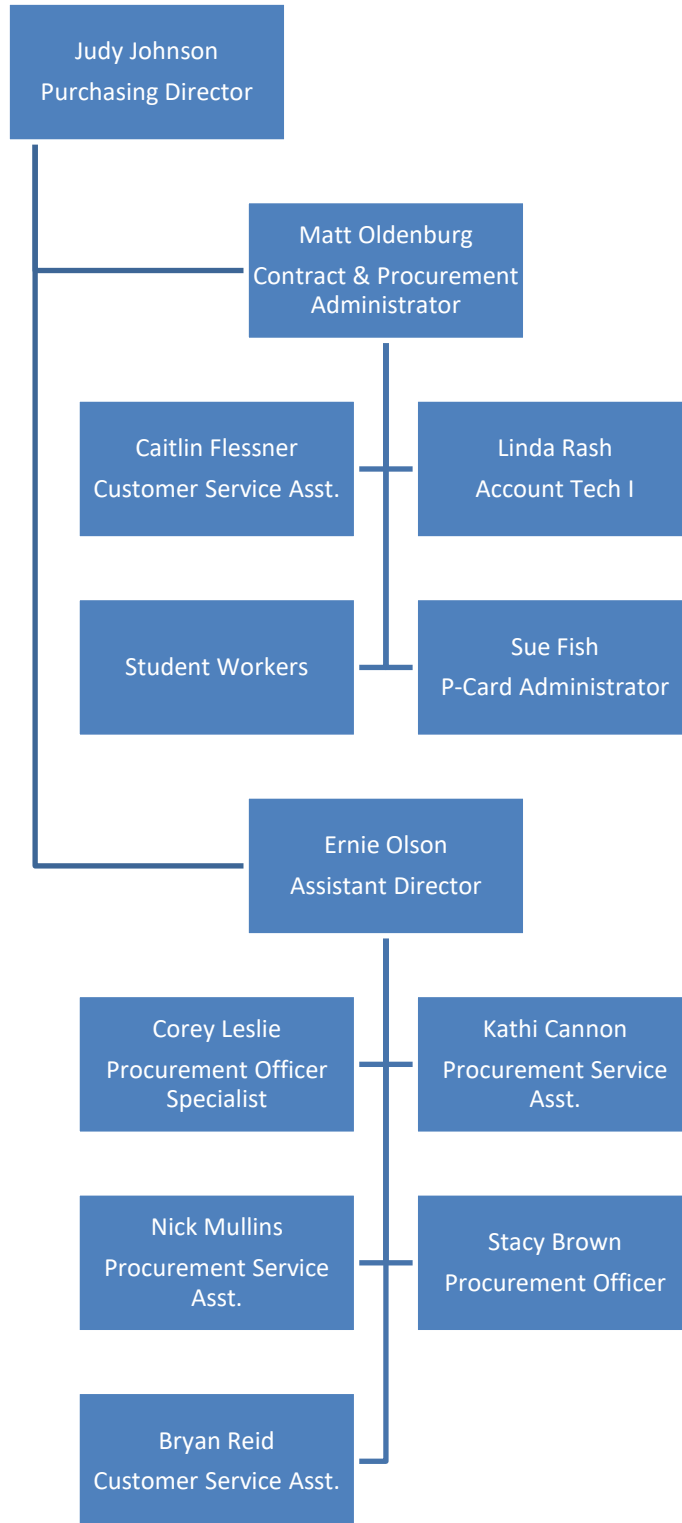 Judy Johnson
Purchasing Director
Matt Oldenburg
Contract & Procurement
Administrator
Caitlin Flessner
Customer Service Asst.
Linda Rash
Account Tech I
Student Workers
Sue Fish
P-Card Administrator
Ernie Olson
Assistant Director
Corey Leslie
Procurement Officer
Specialist
Kathi Cannon
Procurement Service
Asst.
Nick Mullins
Procurement Service
Asst.
Stacy Brown
Procurement Officer
Bryan Reid
Customer Service Asst.